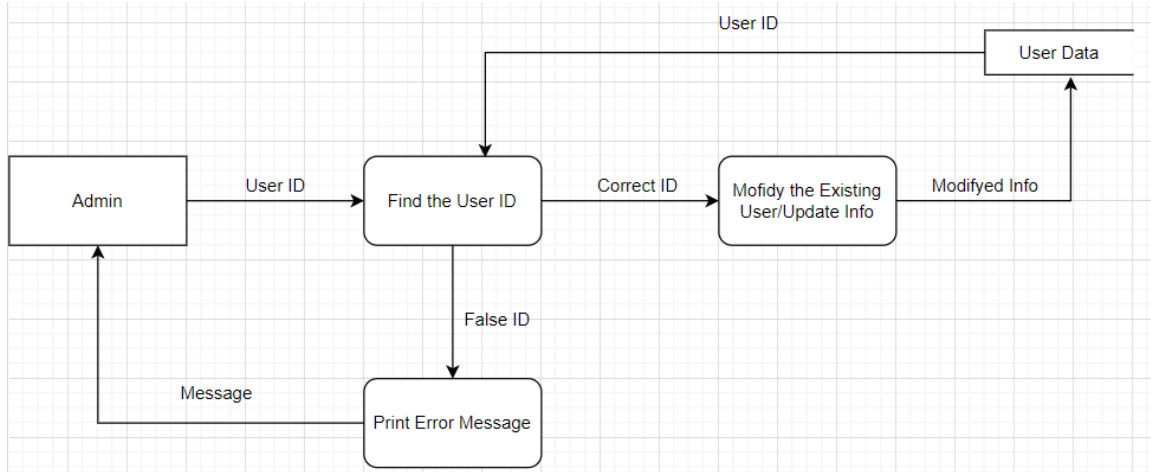 User ID
User Data
Admin
User ID
Find the User ID
Correct ID
Mofidy the Existing
User/Update Info
Modifyed Info
False ID
Message
Print Error Message